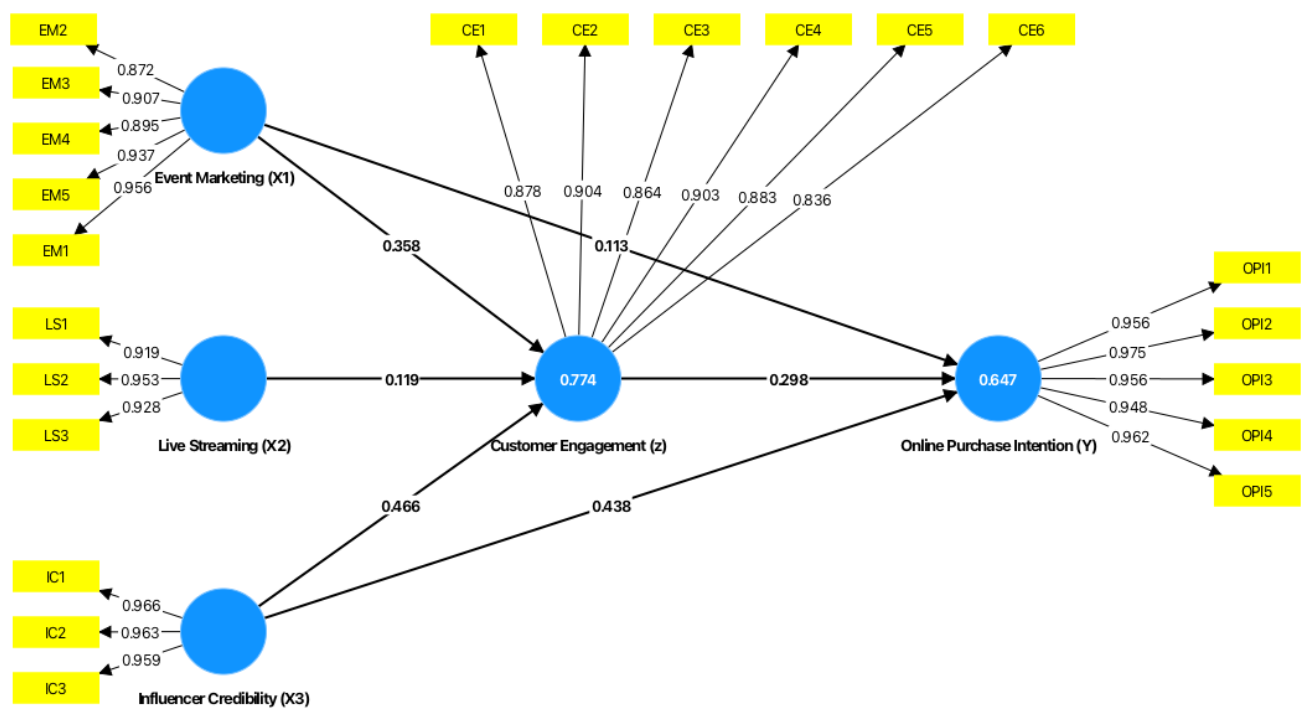 EM2
EM3
EM4
EM5
EM1
0.872
0.907
0.895
0.937
0.956
Event Marketing (X1)
CE1
CE2
CE3
CE4
CE5
CE6
0.878
0.904
0.864
0.903
0.883
0.836
0.358
0.113
LS1
LS2
LS3
0.919
0.953
0.928
Live Streaming (X2)
0.119
0.774
Customer Engagement (z)
0.298
0.647
Online Purchase Intention (Y)
0.956
0.975
0.956
0.948
0.962
OPI1
OPI2
OPI3
OPI4
OPI5
0.466
0.438
IC1
IC2
IC3
0.966
0.963
0.959
Influencer Credibility (X3)